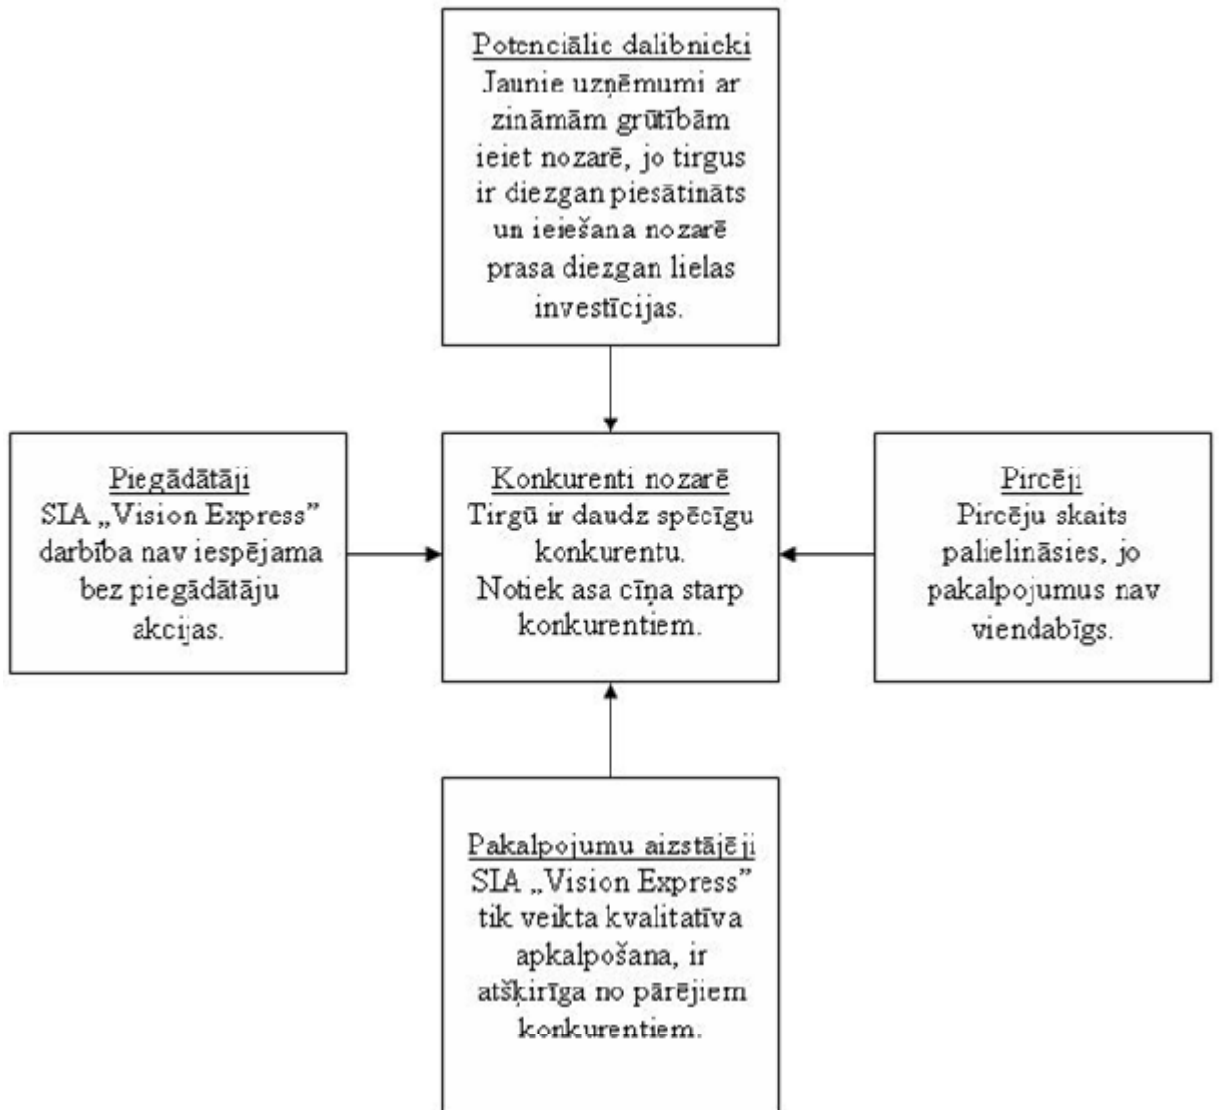 Potenciālie dalibnieki
Jaunie uzņēmumi ar
zināmām grūtībām
ieiet nozarē, jo tirgus
ir diezgan piesātināts
un ieiešana nozarē
prasa diezgan lielas
investīcijas.
Piegādātāji
SIA „Vision Express”
darbība nav iespējama
bez piegādātāju
akcijas.
Konkurenti nozarē
Tirgū ir daudz spēcīgu
konkurentu.
Notiek asa cīņa starp
konkurentiem.
Pircēji
Pircēju skaits
palielināsies, jo
pakalpojumus nav
viendabīgs.
Pakalpojumu aizstājēji
SIA „Vision Express”
tik veikta kvalitatīva
apkalpošana, ir
atšķirīga no pārējiem
konkurentiem.